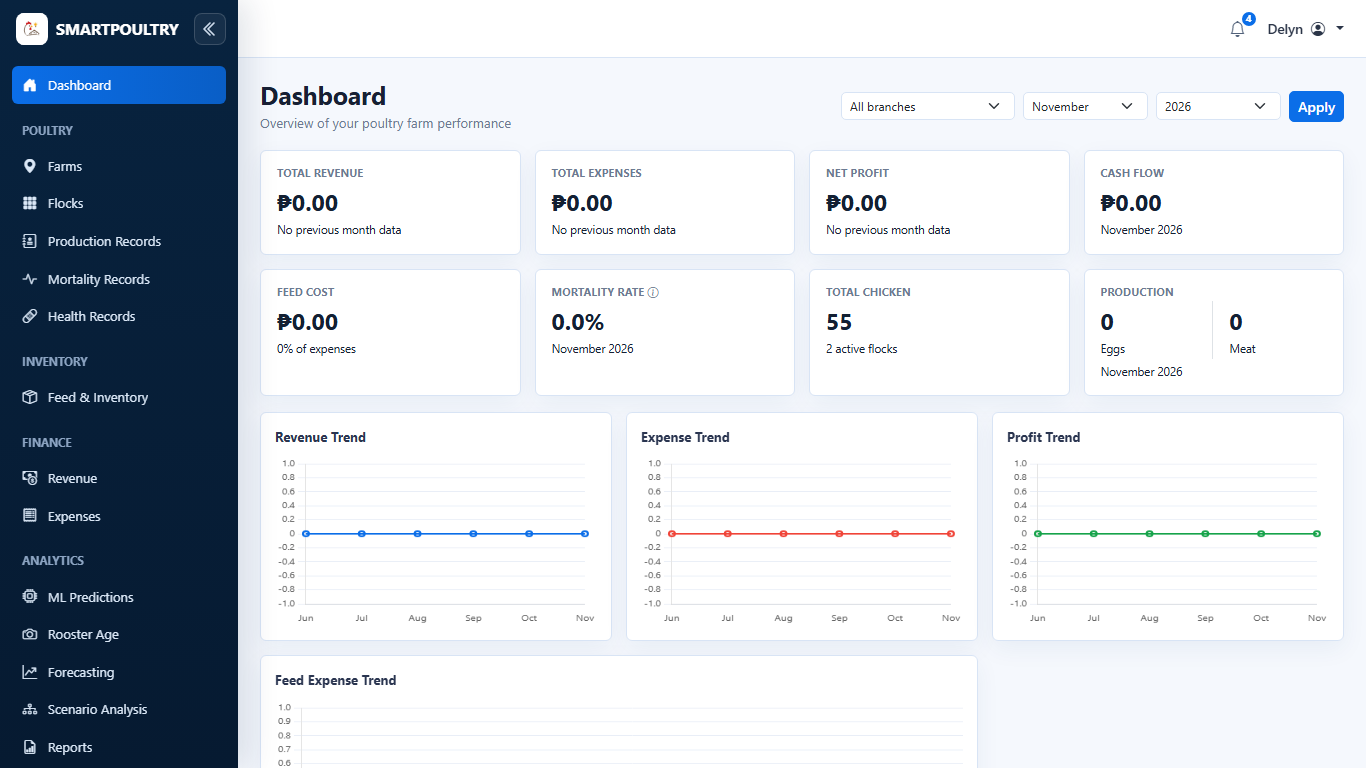 SMARTPOULTRY
4
Delyn
Dashboard
POULTRY
Farms
Flocks
Production Records
Mortality Records
Health Records
INVENTORY
Feed & Inventory
FINANCE
Revenue
Expenses
ANALYTICS
ML Predictions
Rooster Age
Forecasting
Scenario Analysis
Reports
Dashboard
Overview of your poultry farm performance
All branches
November
2026
Apply
TOTAL REVENUE
₱0.00
No previous month data
TOTAL EXPENSES
₱0.00
No previous month data
NET PROFIT
₱0.00
No previous month data
CASH FLOW
₱0.00
November 2026
FEED COST
₱0.00
0% of expenses
MORTALITY RATE
0.0%
November 2026
TOTAL CHICKEN
55
2 active flocks
PRODUCTION
0
Eggs
0
Meat
November 2026
Revenue Trend
1.0
0.8
0.6
0.4
0.2
0
-0.2
-0.4
-0.6
-0.8
-1.0
Jun Jul Aug Sep Oct Nov
Expense Trend
1.0
0.8
0.6
0.4
0.2
0
-0.2
-0.4
-0.6
-0.8
-1.0
Jun Jul Aug Sep Oct Nov
Profit Trend
1.0
0.8
0.6
0.4
0.2
0
-0.2
-0.4
-0.6
-0.8
-1.0
Jun Jul Aug Sep Oct Nov
Feed Expense Trend
1.0
0.9
0.8
0.7
0.6